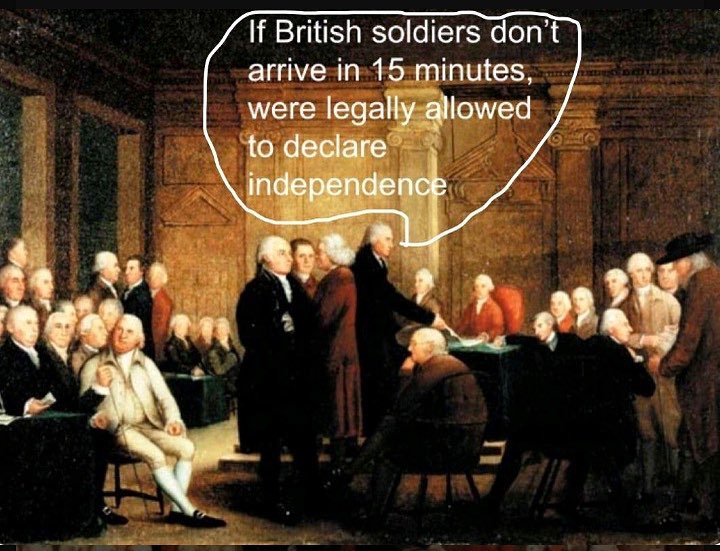 If British soldiers don't
arrive in 15 minutes,
were legally allowed
to declare
independence